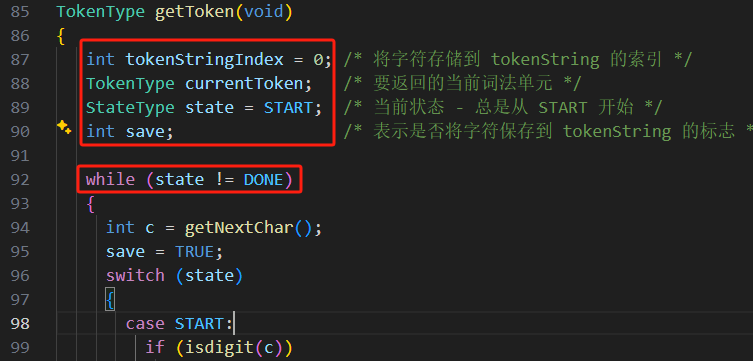 85 TokenType getToken(void)
86 {
87 int tokenStringIndex = 0; /* 将字符存储到 tokenString 的索引 */
88 TokenType currentToken; /* 要返回的当前词法单元 */
89 StateType state = START; /* 当前状态 - 总是从 START 开始 */
90 int save; /* 表示是否将字符保存到 tokenString 的标志 *
91
92 while (state != DONE)
93 {
94 int c = getNextChar();
95 save = TRUE;
96 switch (state)
97 {
98 case START:
99 if (isdigit(c))